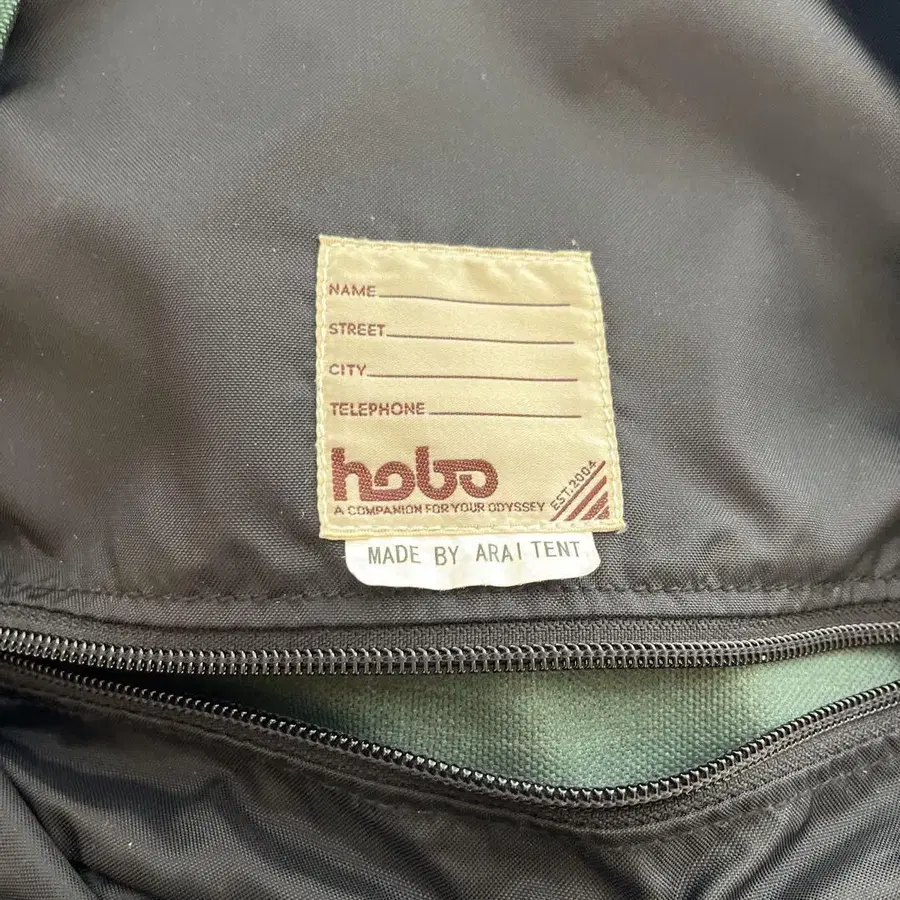 NAME
STREET
CITY
TELEPHONE
hobo
A COMPANION FOR YOUR ODYSSEY
EST.2004
MADE BY ARAI TENT